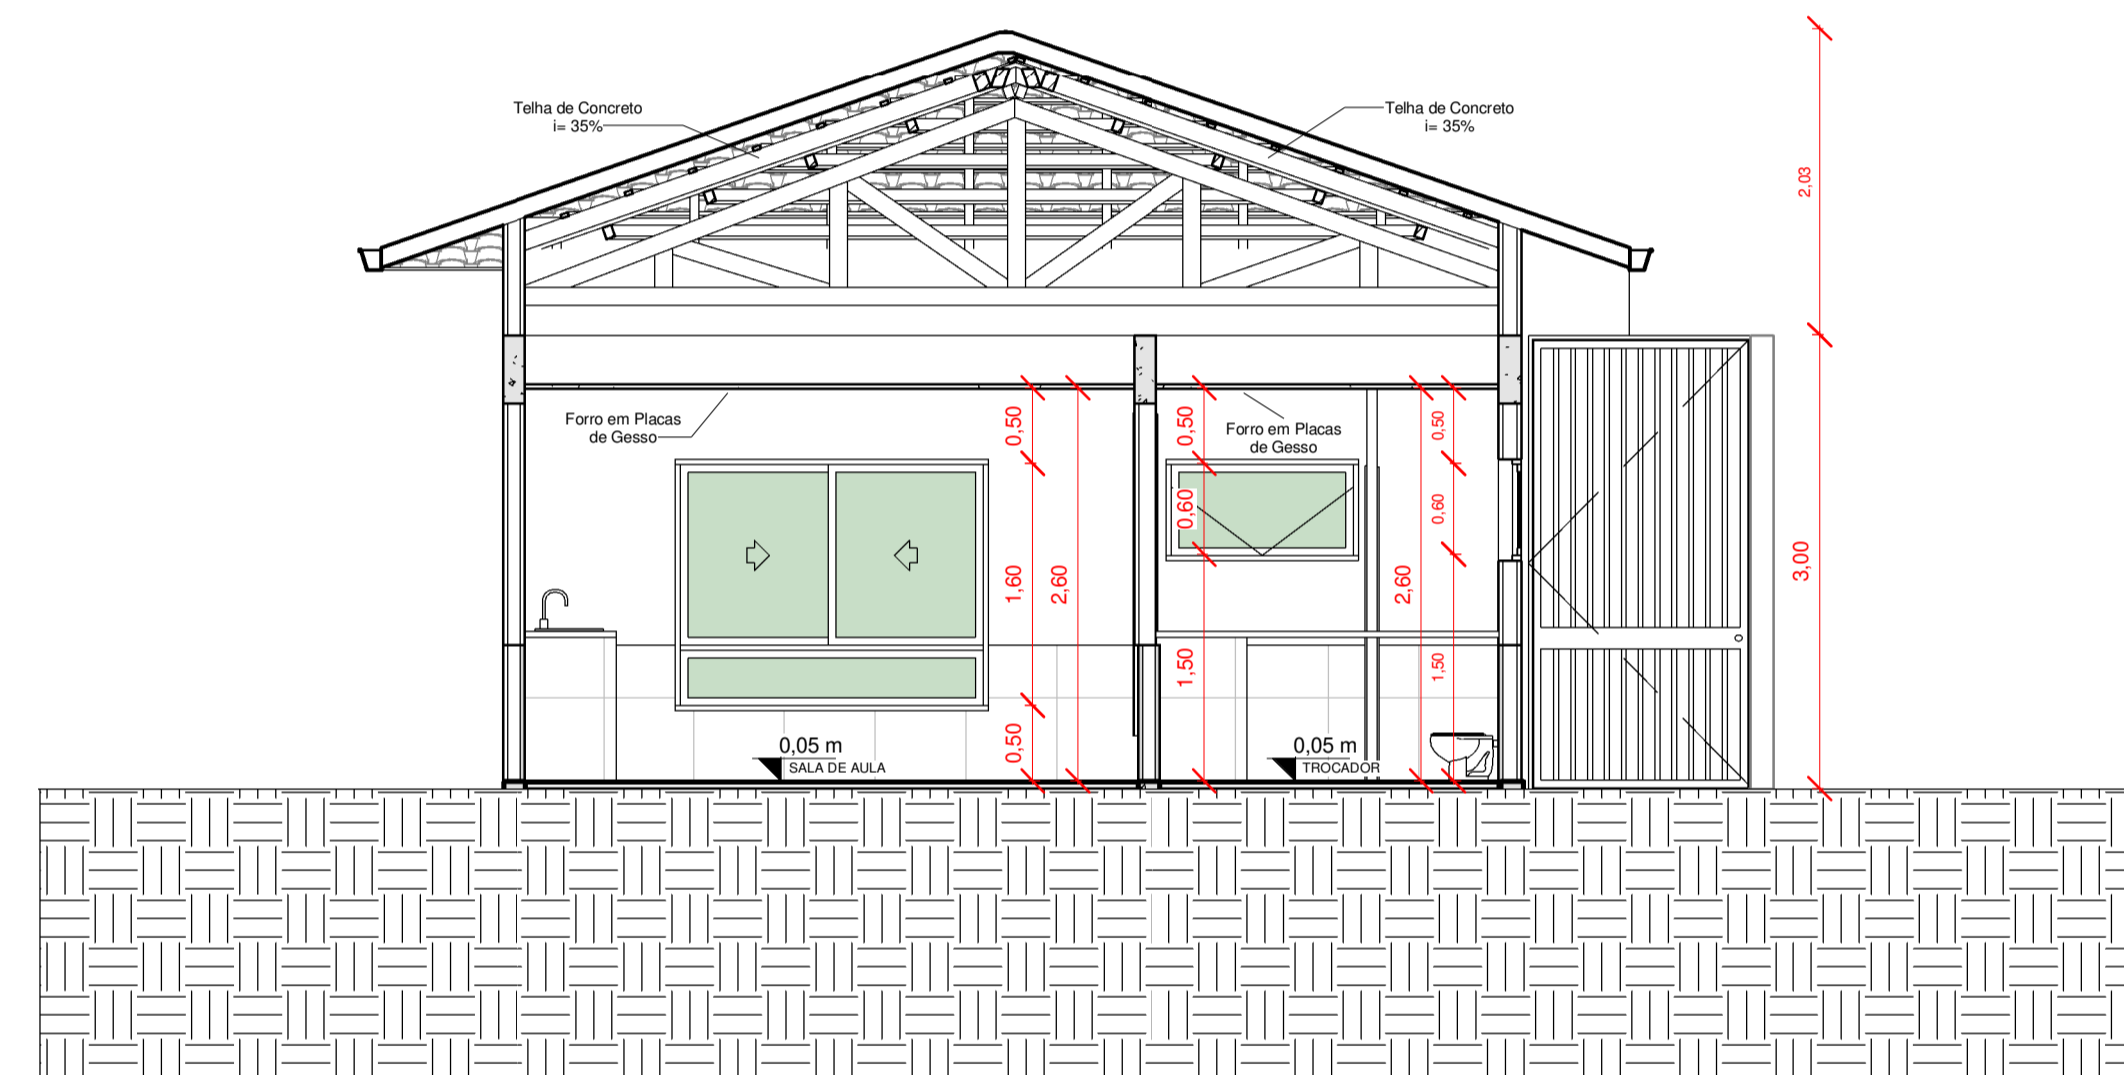 Telha de Concreto
i= 35%
Telha de Concreto
i= 35%
2,03
Forro em Placas
de Gesso
0,50
0,50
Forro em Placas
de Gesso
0,50
0,60
0,60
1,60
2,60
2,60
3,00
1,50
1,50
0,50
0,05 m
SALA DE AULA
0,05 m
TROCADOR